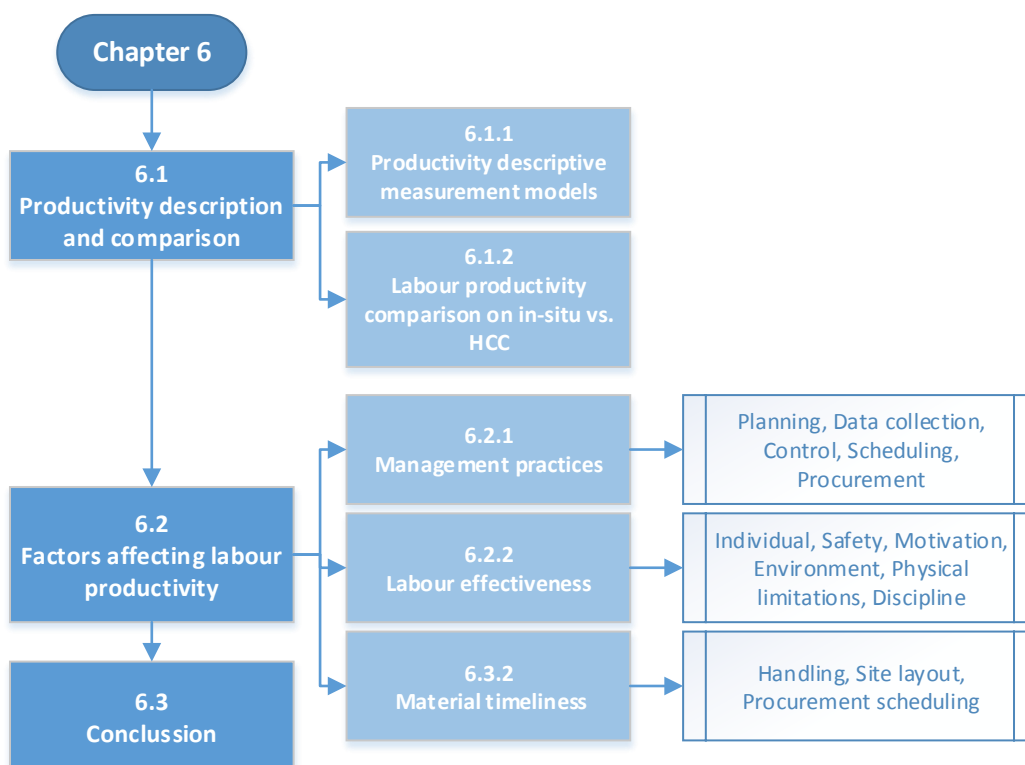 Chapter 6
6.1
Productivity description
and comparison
6.1.1
Productivity descriptive
measurement models
6.1.2
Labour productivity
comparison on in-situ vs.
HCC
6.2
Factors affecting labour
productivity
6.2.1
Management practices
Planning, Data collection,
Control, Scheduling,
Procurement
6.2.2
Labour effectiveness
Individual, Safety, Motivation,
Environment, Physical
limitations, Discipline
6.3.2
Material timeliness
Handling, Site layout,
Procurement scheduling
6.3
Conclussion